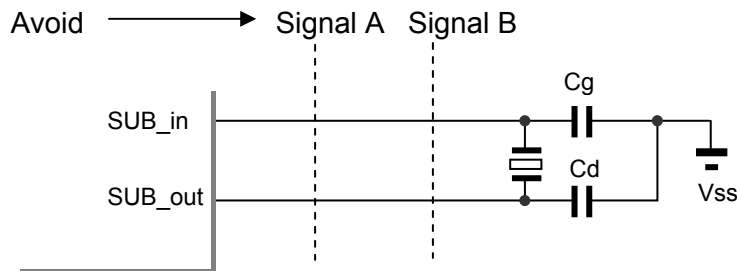 Avoid Signal A Signal B
Cg
SUB_in
Cd
SUB_out
Vss